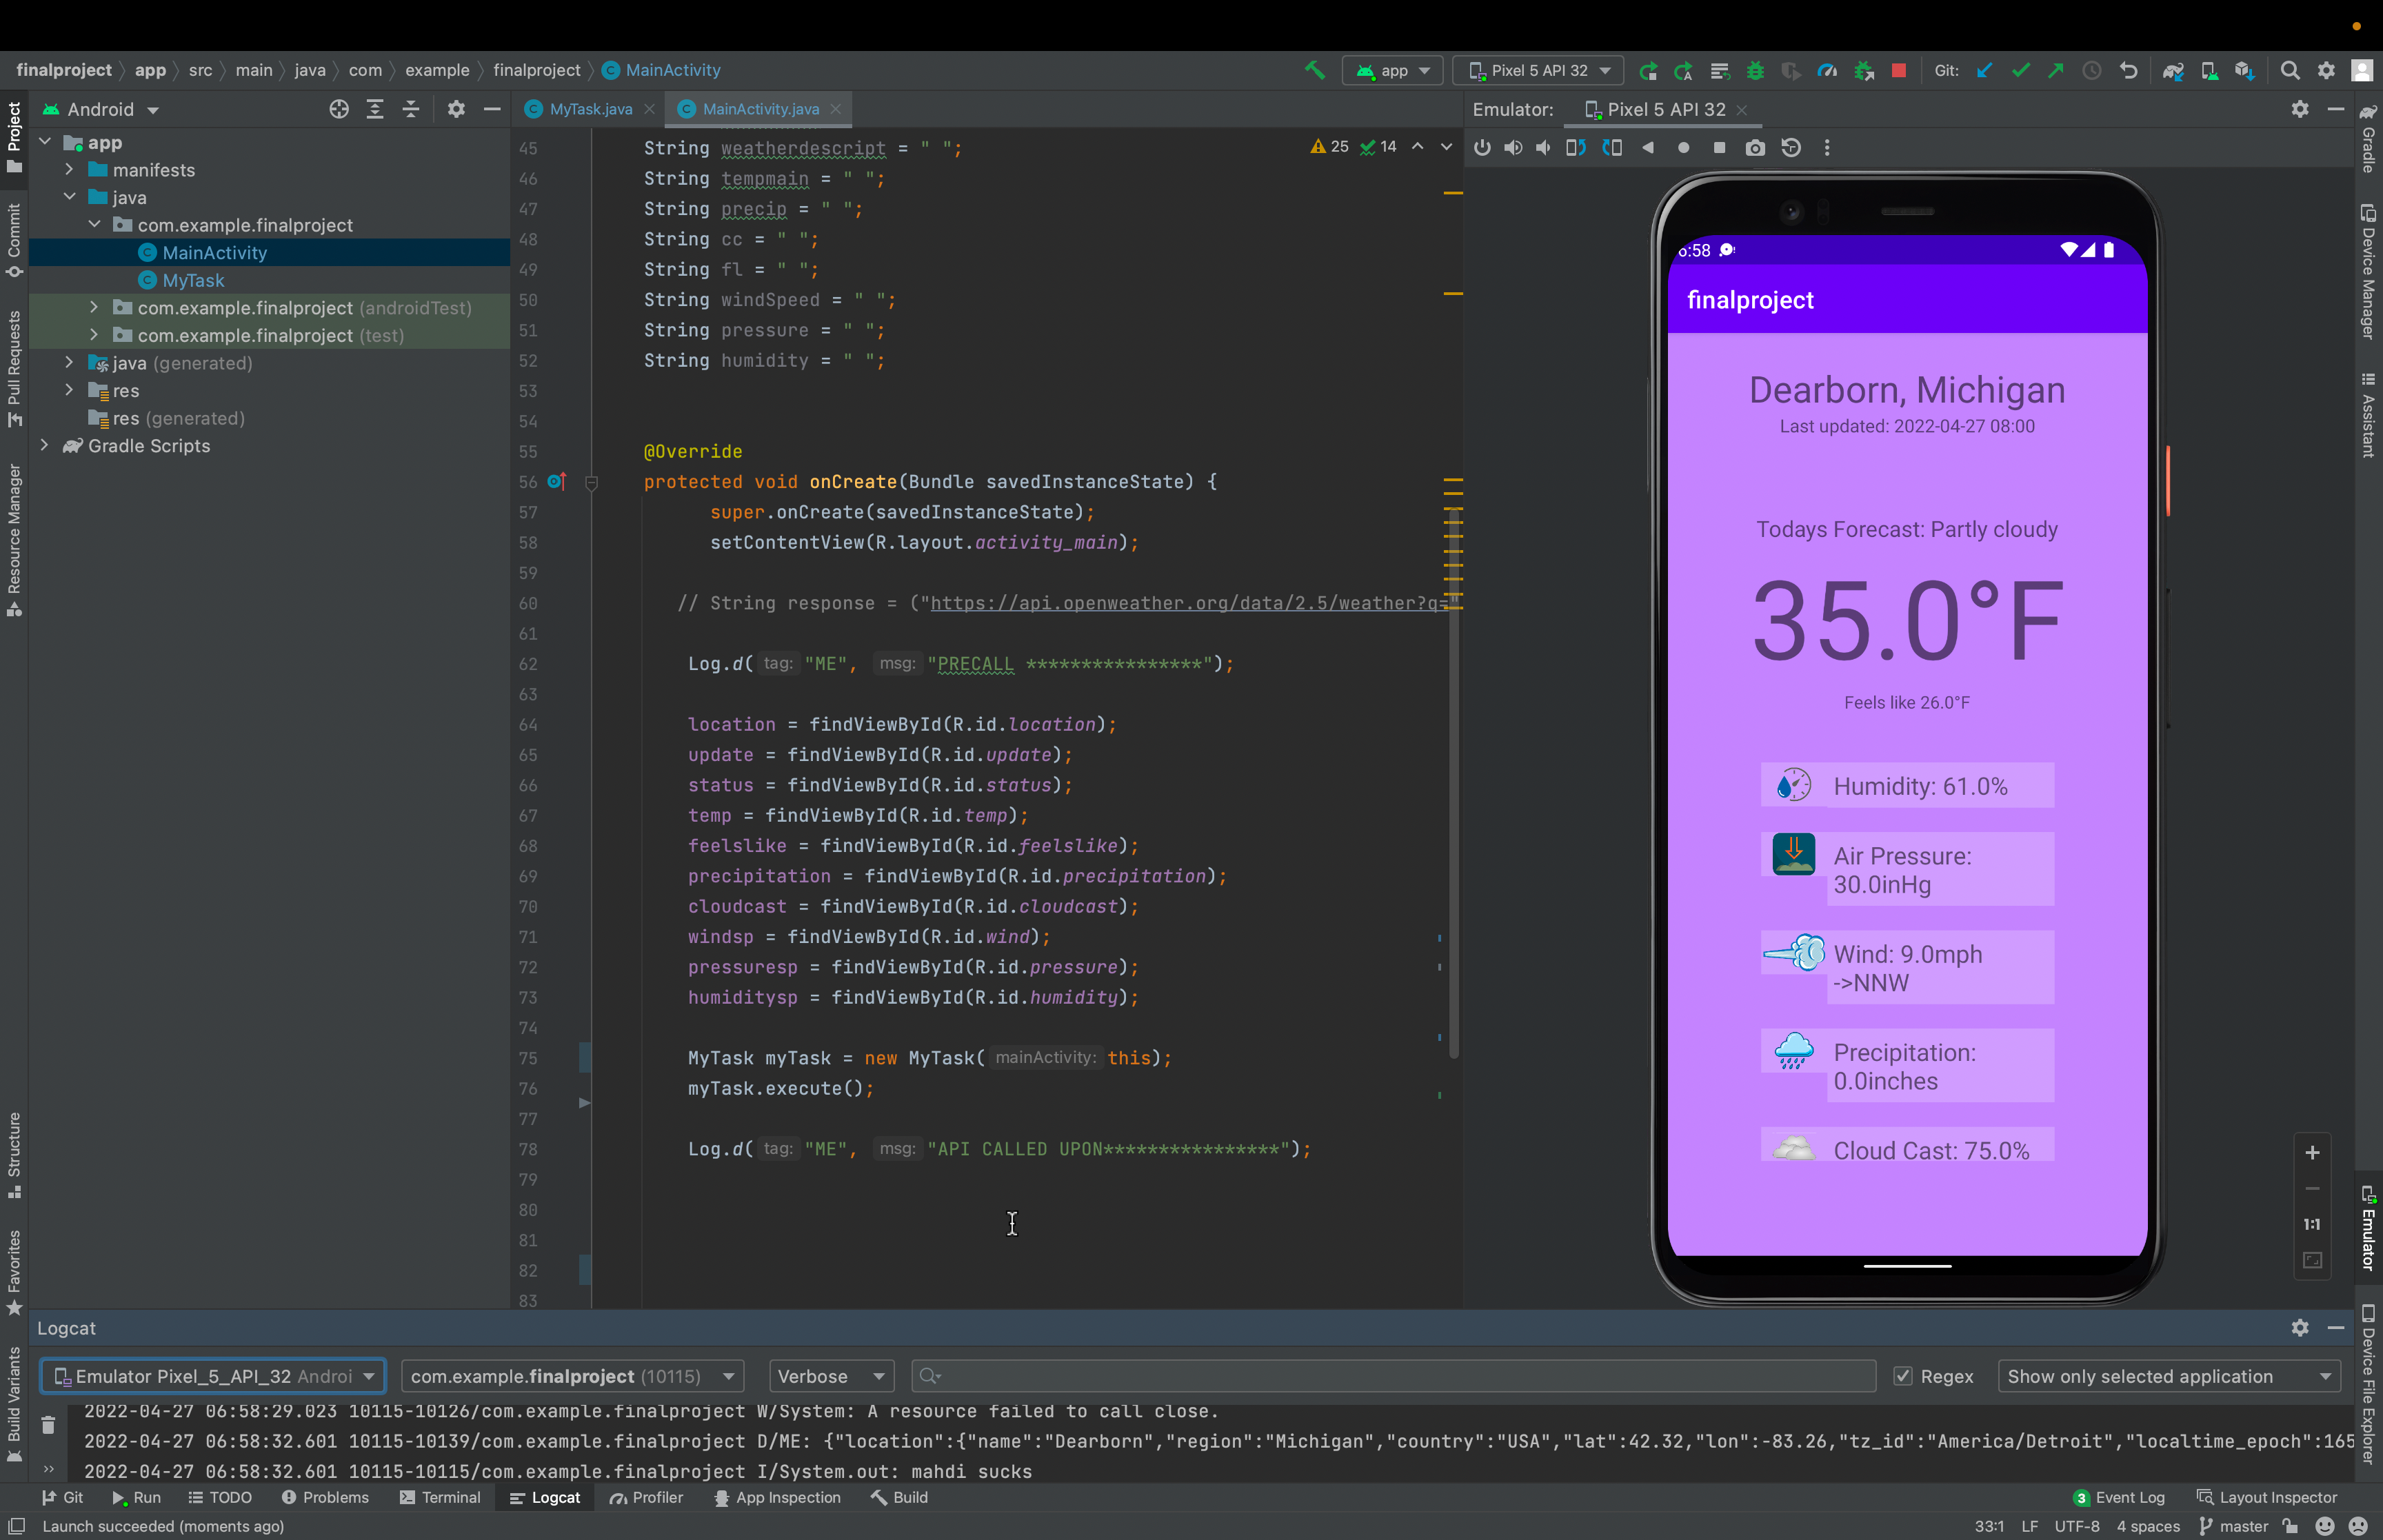 finalproject app src main java com example finalproject MainActivity
app Pixel 5 API 32 Git:
Project
Commit
Pull Requests
Resource Manager
Structure
Favorites
Build Variants
Android
app
manifests
java
com.example.finalproject
MainActivity
MyTask
com.example.finalproject (androidTest)
com.example.finalproject (test)
java (generated)
res
res (generated)
Gradle Scripts
MyTask.java MainActivity.java
25 14
45 String weatherdescript = " ";
46 String tempmain = " ";
47 String precip = " ";
48 String cc = " ";
49 String fl = " ";
50 String windSpeed = " ";
51 String pressure = " ";
52 String humidity = " ";
53
54
55 @Override
56 protected void onCreate(Bundle savedInstanceState) {
57 super.onCreate(savedInstanceState);
58 setContentView(R.layout.activity_main);
59
60 // String response = ("https://api.openweather.org/data/2.5/weather?q="
61
62 Log.d( tag: "ME", msg: "PRECALL ****************");
63
64 location = findViewById(R.id.location);
65 update = findViewById(R.id.update);
66 status = findViewById(R.id.status);
67 temp = findViewById(R.id.temp);
68 feelslike = findViewById(R.id.feelslike);
69 precipitation = findViewById(R.id.precipitation);
70 cloudcast = findViewById(R.id.cloudcast);
71 windsp = findViewById(R.id.wind);
72 pressuresp = findViewById(R.id.pressure);
73 humiditysp = findViewById(R.id.humidity);
74
75 MyTask myTask = new MyTask( mainActivity: this);
76 myTask.execute();
77
78 Log.d( tag: "ME", msg: "API CALLED UPON****************");
79
80
81
82
83
Emulator: Pixel 5 API 32
6:58
finalproject
Dearborn, Michigan
Last updated: 2022-04-27 08:00
Todays Forecast: Partly cloudy
35.0°F
Feels like 26.0°F
Humidity: 61.0%
Air Pressure:
30.0inHg
Wind: 9.0mph
->NNW
Precipitation:
0.0inches
Cloud Cast: 75.0%
1:1
Gradle
Device Manager
Assistant
Emulator
Device File Explorer
Logcat
Emulator Pixel_5_API_32 Androi com.example.finalproject (10115) Verbose Regex Show only selected application
2022-04-27 06:58:29.023 10115-10126/com.example.finalproject W/System: A resource failed to call close.
2022-04-27 06:58:32.601 10115-10139/com.example.finalproject D/ME: {"location":{"name":"Dearborn","region":"Michigan","country":"USA","lat":42.32,"lon":-83.26,"tz_id":"America/Detroit","localtime_epoch":165
2022-04-27 06:58:32.601 10115-10115/com.example.finalproject I/System.out: mahdi sucks
Git Run TODO Problems Terminal Logcat Profiler App Inspection Build 3 Event Log Layout Inspector
Launch succeeded (moments ago) 33:1 LF UTF-8 4 spaces master